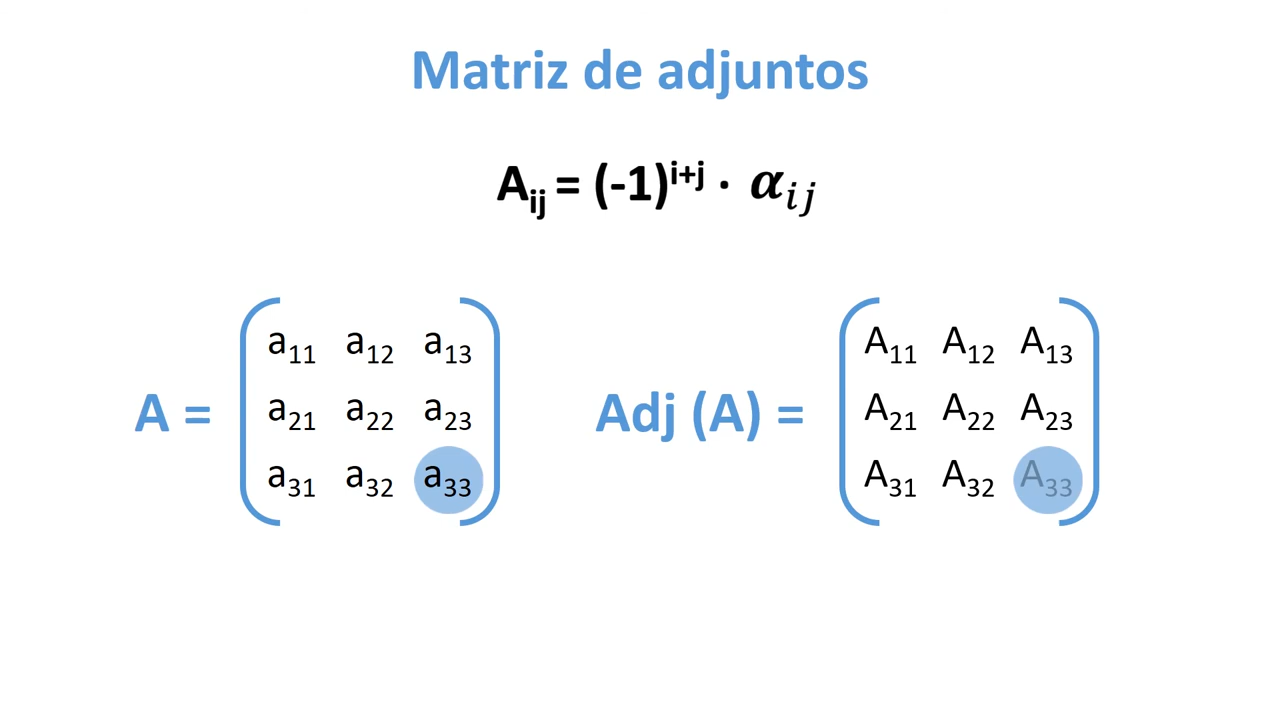 Matriz de adjuntos
Aij = (-1)i+j · αij
a11 a12 a13
a21 a22 a23
A =
a31 a32 a33
A11 A12 A13
A21 A22 A23
Adj (A) =
A31 A32 A33